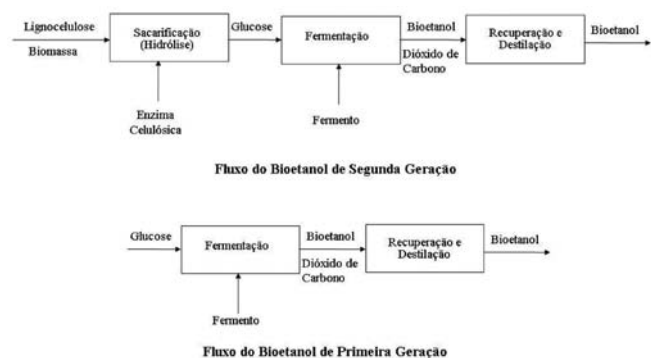 Lignocelulose
Biomassa
Sacarificação
(Hidrólise)
Glucose
Fermentação
Bioetanol
Dióxido de
Carbono
Recuperação e
Destilação
Bioetanol
Enzima
Celulósica
Fermento
Fluxo do Bioetanol de Segunda Geração
Glucose
Fermentação
Bioetanol
Dióxido de
Carbono
Recuperação e
Destilação
Bioetanol
Fermento
Fluxo do Bioetanol de Primeira Geração